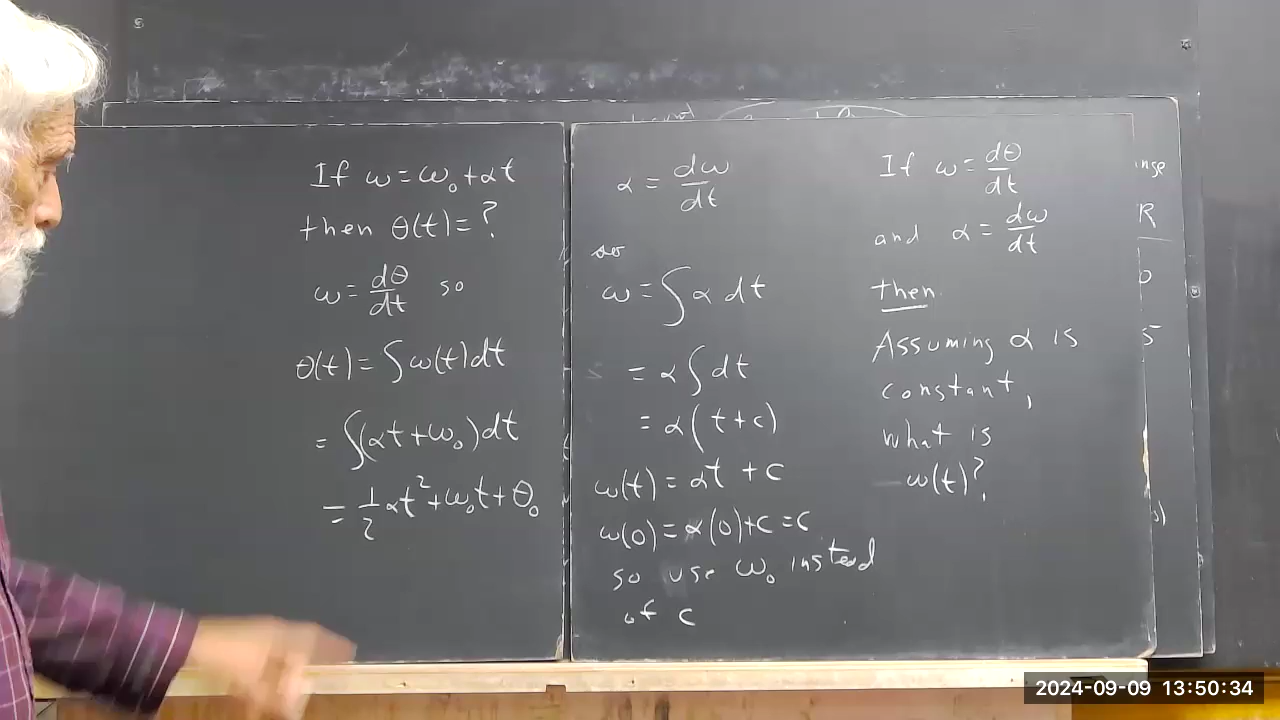 If ω = ω₀ + αt
then θ(t) = ?
ω = dθ/dt so
θ(t) = ∫ω(t)dt
= ∫(αt + ω₀)dt
= 1/2 αt² + ω₀t + θ₀
α = dω/dt
so
ω = ∫ α dt
= α ∫ dt
= α(t + c)
ω(t) = αt + c
ω(0) = α(0) + c = c
so use ω₀ instead
of c
If ω = dθ/dt
and α = dω/dt
then
Assuming α is
constant,
what is
ω(t)?
R
2024-09-09 13:50:34